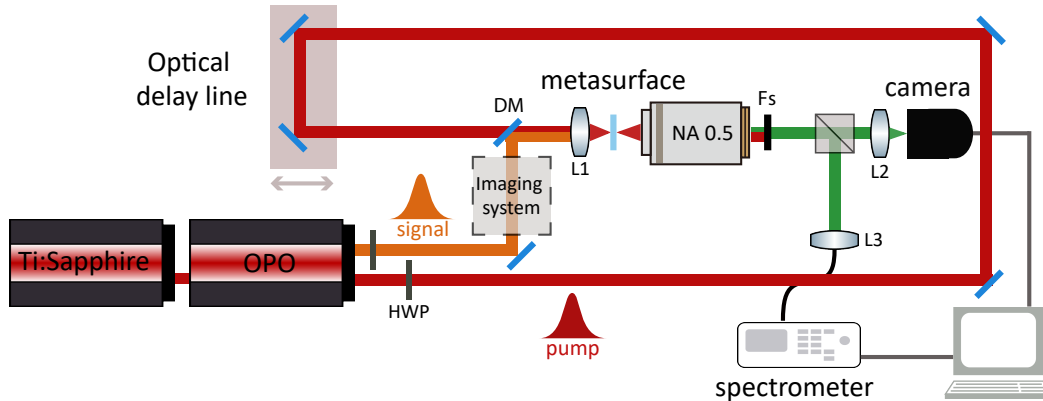 Optical
delay line
metasurface
camera
DM
Fs
NA 0.5
L1
L2
Imaging
system
signal
L3
Ti:Sapphire
OPO
HWP
pump
spectrometer